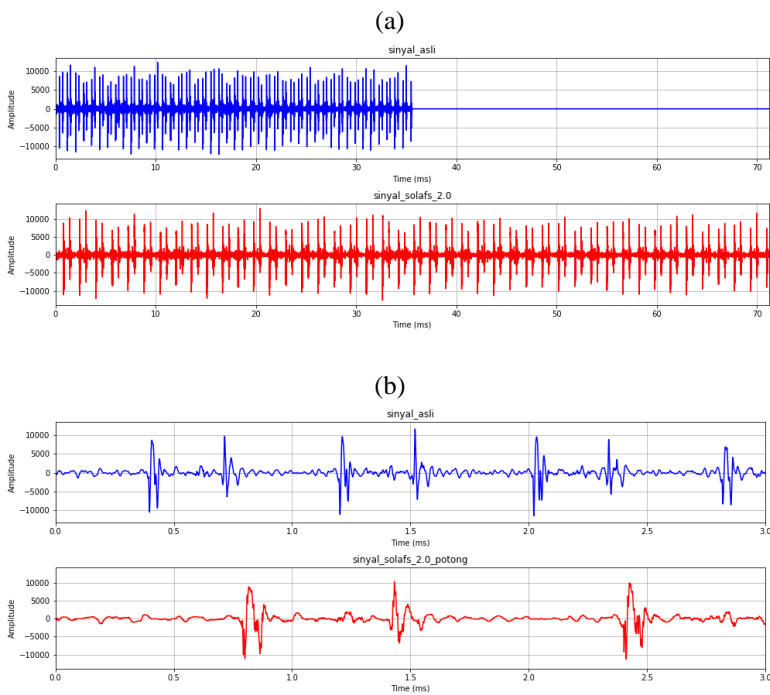 (a)
sinyal_asli
10000
5000
0
−5000
−10000
Amplitude
0 10 20 30 40 50 60 70
Time (ms)
sinyal_solafs_2.0
10000
5000
0
−5000
−10000
Amplitude
0 10 20 30 40 50 60 70
Time (ms)
(b)
sinyal_asli
10000
5000
0
−5000
−10000
Amplitude
0.0 0.5 1.0 1.5 2.0 2.5 3.0
Time (ms)
sinyal_solafs_2.0_potong
10000
5000
0
−5000
−10000
Amplitude
0.0 0.5 1.0 1.5 2.0 2.5 3.0
Time (ms)